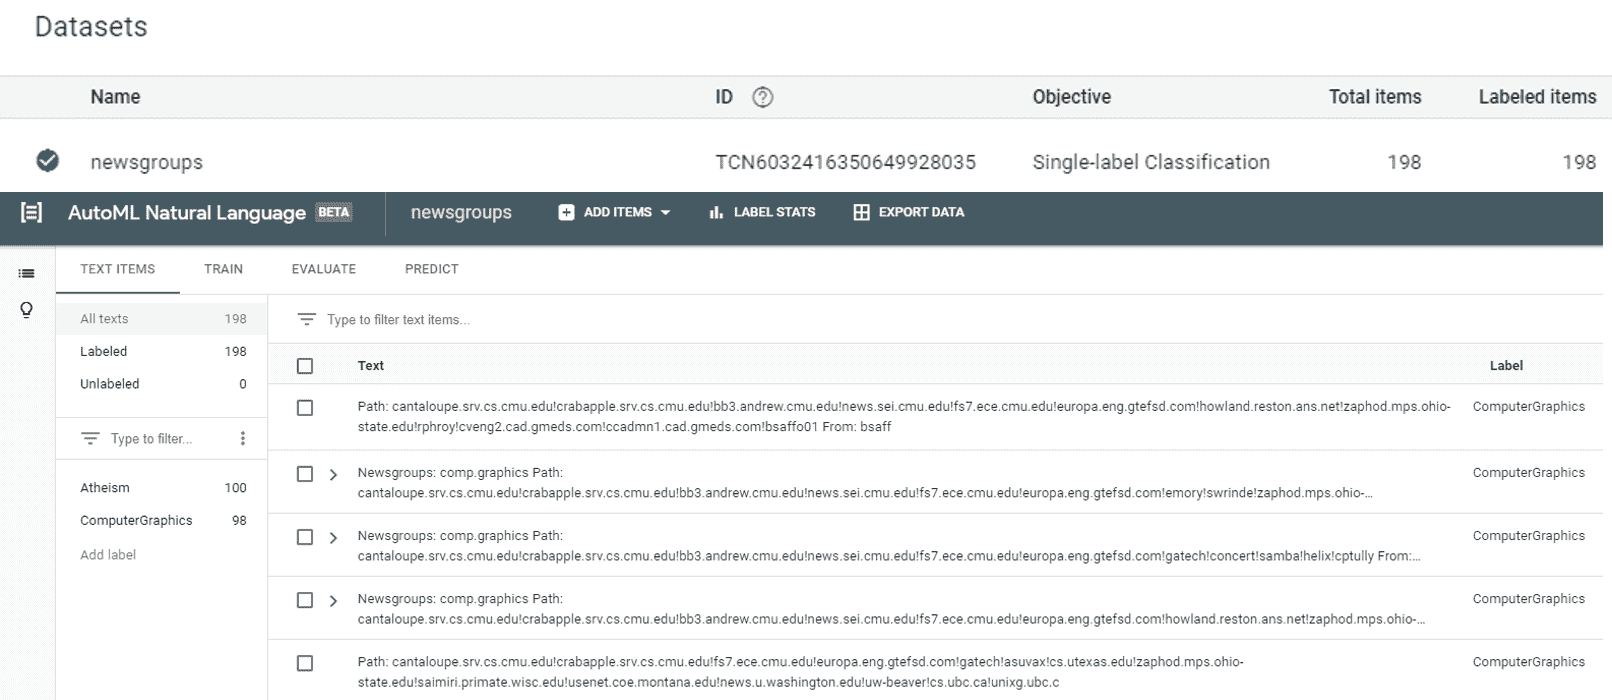 Datasets
Name ID Objective Total items Labeled items
newsgroups TCN6032416350649928035 Single-label Classification 198 198
AutoML Natural Language BETA newsgroups ADD ITEMS LABEL STATS EXPORT DATA
TEXT ITEMS TRAIN EVALUATE PREDICT
All texts 198
Labeled 198
Unlabeled 0
Type to filter...
Atheism 100
ComputerGraphics 98
Add label
Type to filter text items...
Text Label
Path: cantaloupe.srv.cs.cmu.edu!crabapple.srv.cs.cmu.edu!bb3.andrew.cmu.edu!news.sei.cmu.edu!fs7.ece.cmu.edu!europa.eng.gtefsd.com!howland.reston.ans.net!zaphod.mps.ohio- ComputerGraphics
state.edu!rphroy!cveng2.cad.gmeds.com!ccadmn1.cad.gmeds.com!bsaffo01 From: bsaff
Newsgroups: comp.graphics Path: ComputerGraphics
cantaloupe.srv.cs.cmu.edu!crabapple.srv.cs.cmu.edu!bb3.andrew.cmu.edu!news.sei.cmu.edu!fs7.ece.cmu.edu!europa.eng.gtefsd.com!emory!swrinde!zaphod.mps.ohio-...
Newsgroups: comp.graphics Path: ComputerGraphics
cantaloupe.srv.cs.cmu.edu!crabapple.srv.cs.cmu.edu!bb3.andrew.cmu.edu!news.sei.cmu.edu!fs7.ece.cmu.edu!europa.eng.gtefsd.com!gatech!concert!samba!helix!cptully From:...
Newsgroups: comp.graphics Path: ComputerGraphics
cantaloupe.srv.cs.cmu.edu!crabapple.srv.cs.cmu.edu!bb3.andrew.cmu.edu!news.sei.cmu.edu!fs7.ece.cmu.edu!europa.eng.gtefsd.com!howland.reston.ans.net!zaphod.mps.ohio-...
Path: cantaloupe.srv.cs.cmu.edu!crabapple.srv.cs.cmu.edu!fs7.ece.cmu.edu!europa.eng.gtefsd.com!gatech!asuvax!cs.utexas.edu!zaphod.mps.ohio- ComputerGraphics
state.edu!saimiri.primate.wisc.edu!usenet.coe.montana.edu!news.u.washington.edu!uw-beaver!cs.ubc.ca!unixg.ubc.c